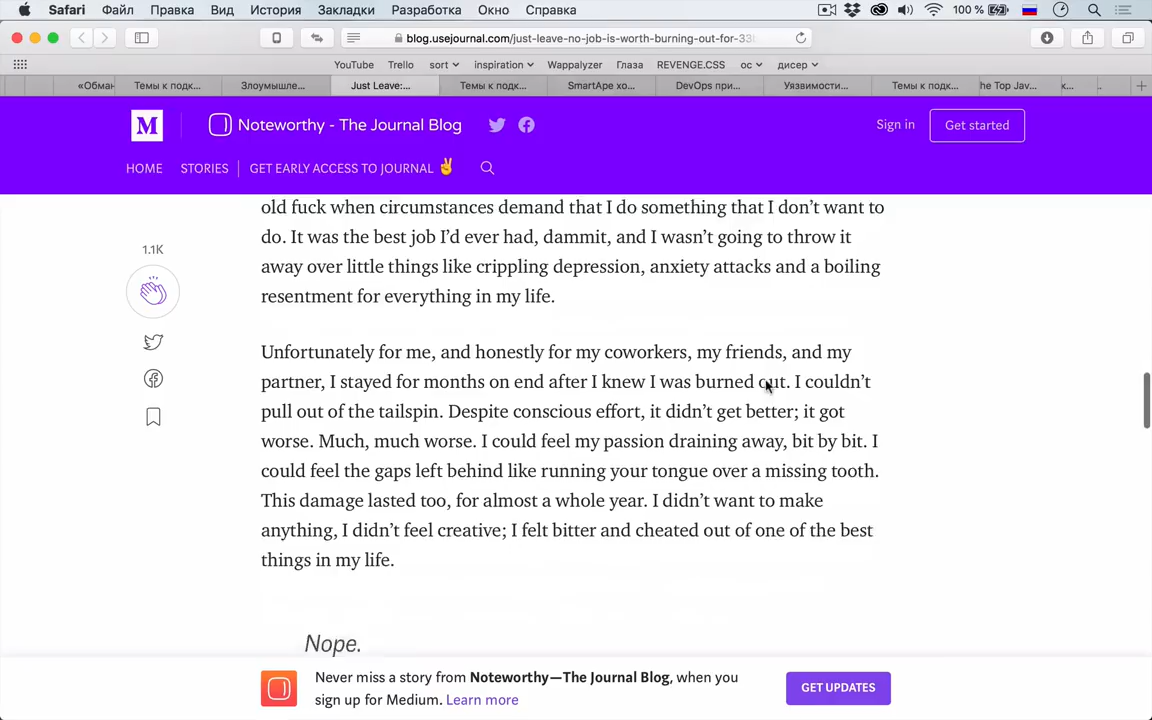 Safari Файл Правка Вид История Закладки Разработка Окно Справка 100 %
blog.usejournal.com/just-leave-no-job-is-worth-burning-out-for-33
YouTube Trello sort inspiration Wappalyzer Глаза REVENGE.CSS ос дисер
«Обман Темы к подк... Злоумышле... Just Leave:... Темы к подк... SmartApe хо... DevOps при... Уязвимости... Темы к подк... he Top Jav... к... ..
M Noteworthy - The Journal Blog Sign in Get started
HOME STORIES GET EARLY ACCESS TO JOURNAL ✌
old fuck when circumstances demand that I do something that I don’t want to
do. It was the best job I’d ever had, dammit, and I wasn’t going to throw it
1.1K
away over little things like crippling depression, anxiety attacks and a boiling
resentment for everything in my life.
Unfortunately for me, and honestly for my coworkers, my friends, and my
partner, I stayed for months on end after I knew I was burned out. I couldn’t
pull out of the tailspin. Despite conscious effort, it didn’t get better; it got
worse. Much, much worse. I could feel my passion draining away, bit by bit. I
could feel the gaps left behind like running your tongue over a missing tooth.
This damage lasted too, for almost a whole year. I didn’t want to make
anything, I didn’t feel creative; I felt bitter and cheated out of one of the best
things in my life.
Nope.
Never miss a story from Noteworthy—The Journal Blog, when you
sign up for Medium. Learn more
GET UPDATES